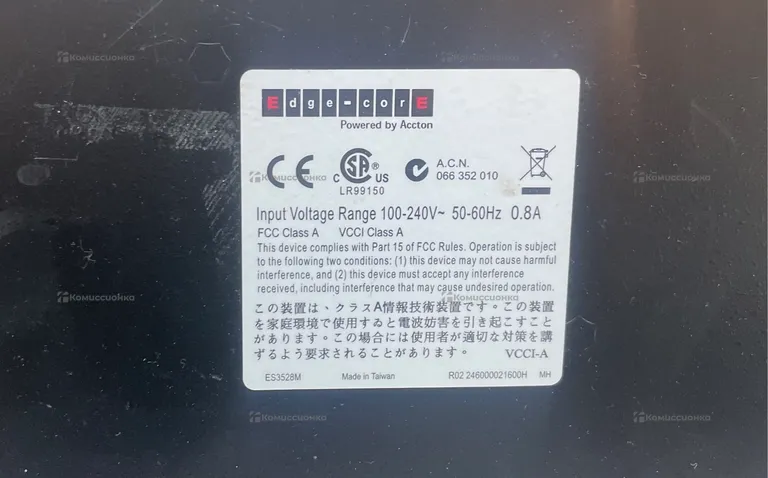 Комиссионка
Комиссионка
Edge-corE
Powered by Accton
CE
C SA® US
A.C.N.
066 352 010
LR99150
Комиссионка
Комиссионка
Комиссионка
Input Voltage Range 100-240V~ 50-60Hz 0.8A
FCC Class A VCCI Class A
This device complies with Part 15 of FCC Rules. Operation is subject
to the following two conditions: (1) this device may not cause harmful
interference, and (2) this device must accept any interference
received, including interference that may cause undesired operation.
Комиссионка
Комиссионка
Комиссионка
この装置は、クラスA情報技術装置です。この装置
を家庭環境で使用すゐと電波妨害を引き起こすこと
があります。この場合には使用者が適切な対策を講
ずるよう要求されることがあります。 VCCI-A
ES3528M Made in Taiwan R02 246000021600H MH
Комиссионка
Комиссионка